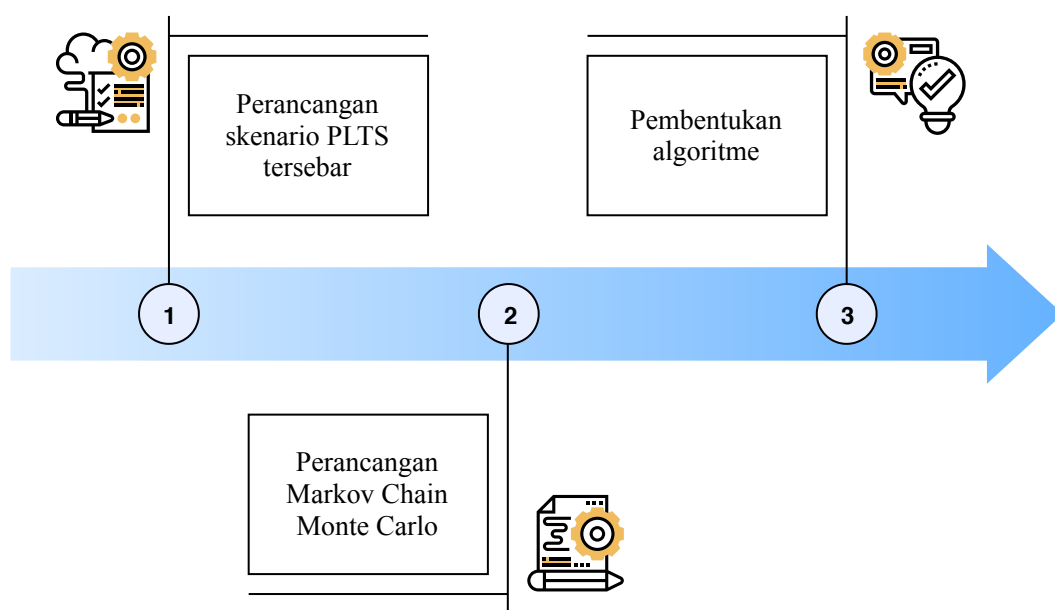 Perancangan
skenario PLTS
tersebar
Pembentukan
algoritme
1
2
3
Perancangan
Markov Chain
Monte Carlo